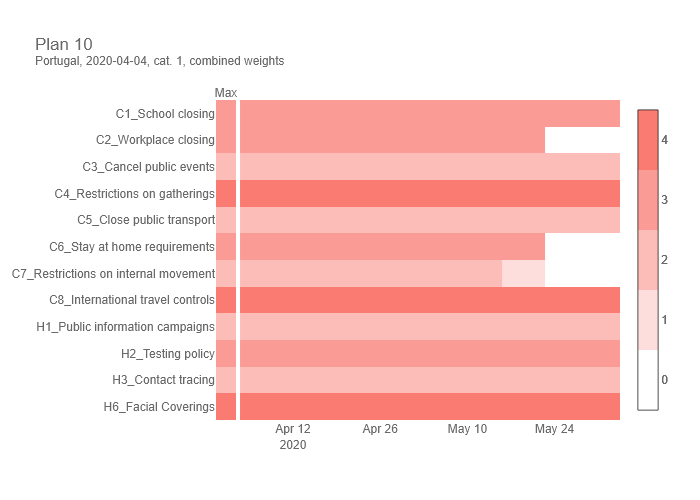 Plan 10
Portugal, 2020-04-04, cat. 1, combined weights
Max
C1_School closing
C2_Workplace closing
C3_Cancel public events
C4_Restrictions on gatherings
C5_Close public transport
C6_Stay at home requirements
C7_Restrictions on internal movement
C8_International travel controls
H1_Public information campaigns
H2_Testing policy
H3_Contact tracing
H6_Facial Coverings
Apr 12 Apr 26 May 10 May 24
2020
4
3
2
1
0